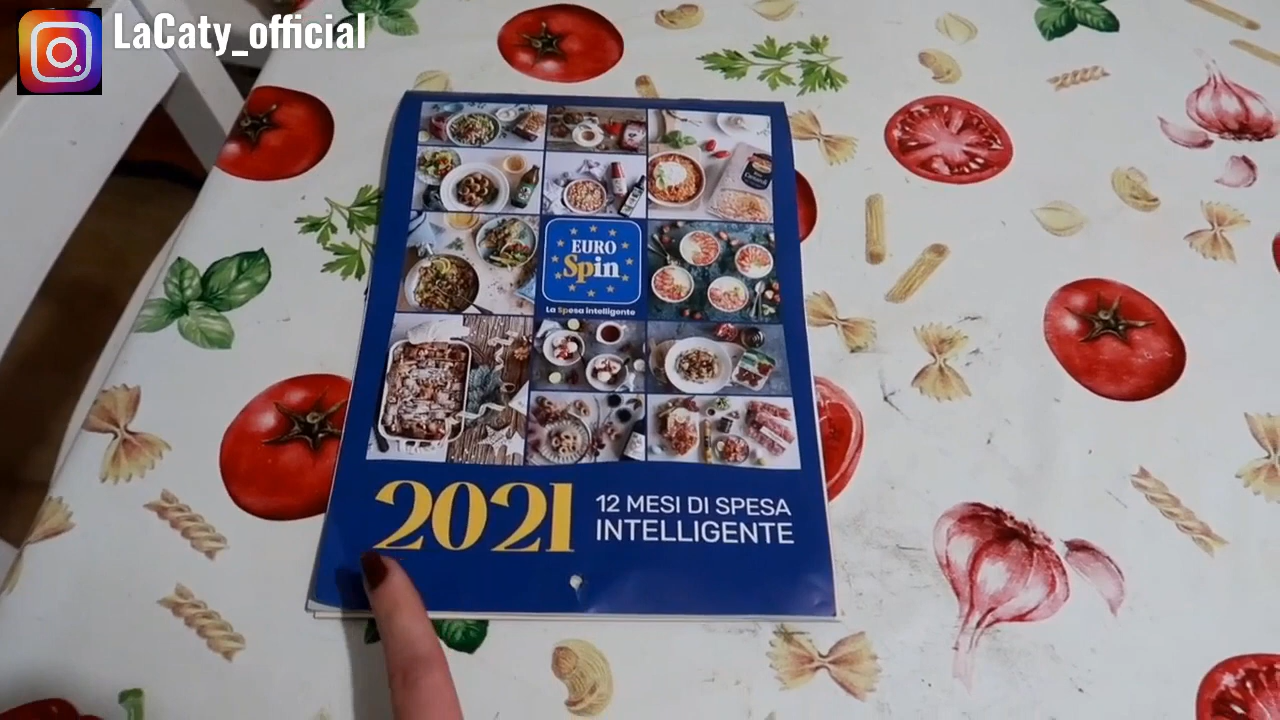 LaCaty_official
EURO
Spin
La Spesa intelligente
2021
12 MESI DI SPESA
INTELLIGENTE